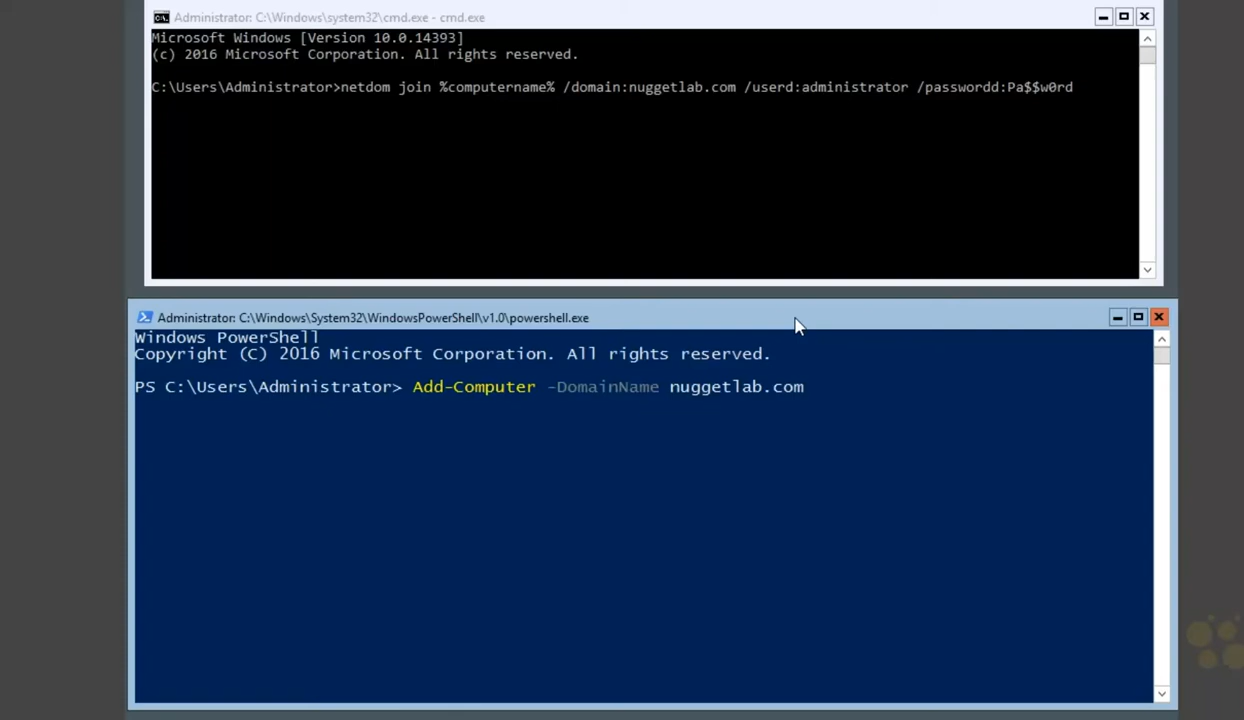 Administrator: C:\Windows\system32\cmd.exe - cmd.exe
Microsoft Windows [Version 10.0.14393]
(c) 2016 Microsoft Corporation. All rights reserved.
C:\Users\Administrator>netdom join %computername% /domain:nuggetlab.com /userd:administrator /passwordd:Pa$$w0rd
Administrator: C:\Windows\System32\WindowsPowerShell\v1.0\powershell.exe
Windows PowerShell
Copyright (C) 2016 Microsoft Corporation. All rights reserved.
PS C:\Users\Administrator> Add-Computer -DomainName nuggetlab.com